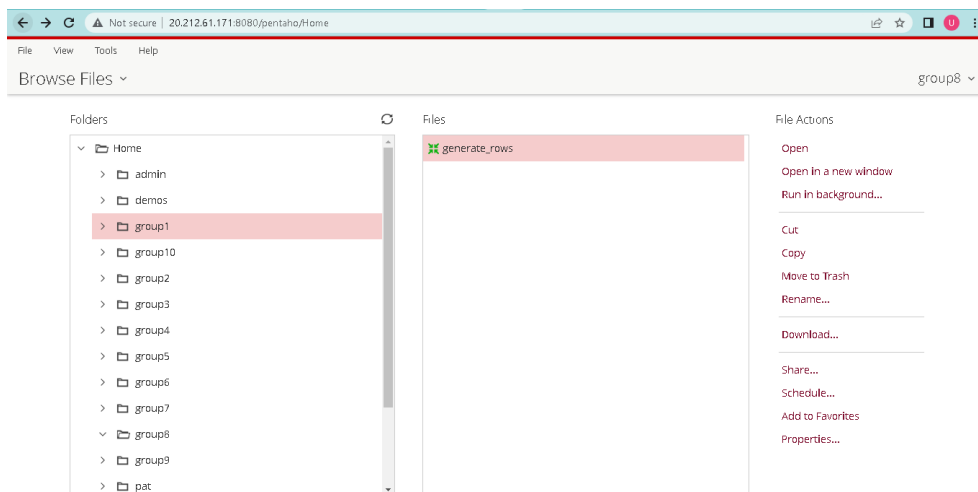 Not secure | 20.212.61.171:8080/pentaho/Home
U
File View Tools Help
Browse Files
group8
Folders
Home
admin
demos
group1
group10
group2
group3
group4
group5
group6
group7
group8
group9
pat
Files
generate_rows
File Actions
Open
Open in a new window
Run in background...
Cut
Copy
Move to Trash
Rename...
Download...
Share...
Schedule...
Add to Favorites
Properties...